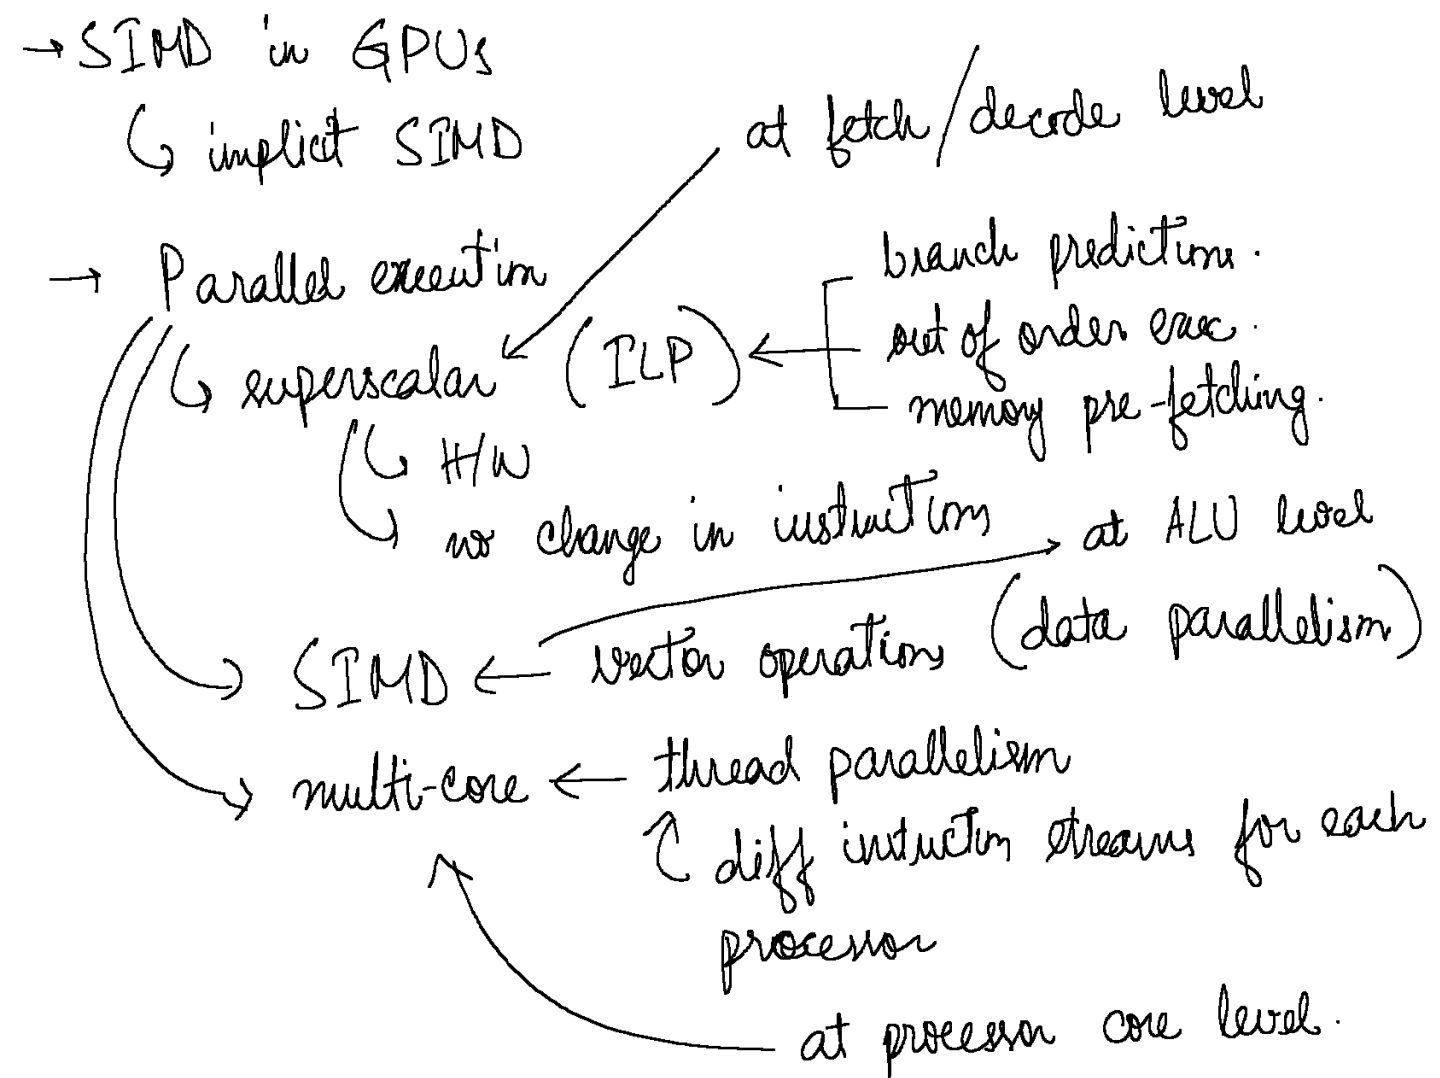 → SIMD in GPUs
↳ implicit SIMD
at fetch/decode level
→ Parallel execution
↳ superscalar (ILP) ←
branch predictions.
out of order exec.
memory pre-fetching.
↳ H/W
↳ no change in instructions
→ at ALU level
SIMD ← vector operations (data parallelism)
multi-core ← thread parallelism
diff instuction streams for each
processor
at processor core level.